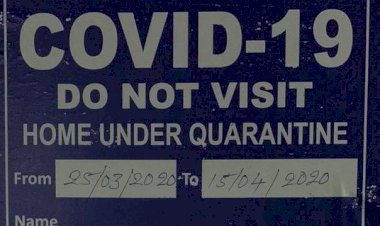 COVID-19
DO NOT VISIT
HOME UNDER QUARANTINE
From 25/03/2020 To 15/04/2020
Name